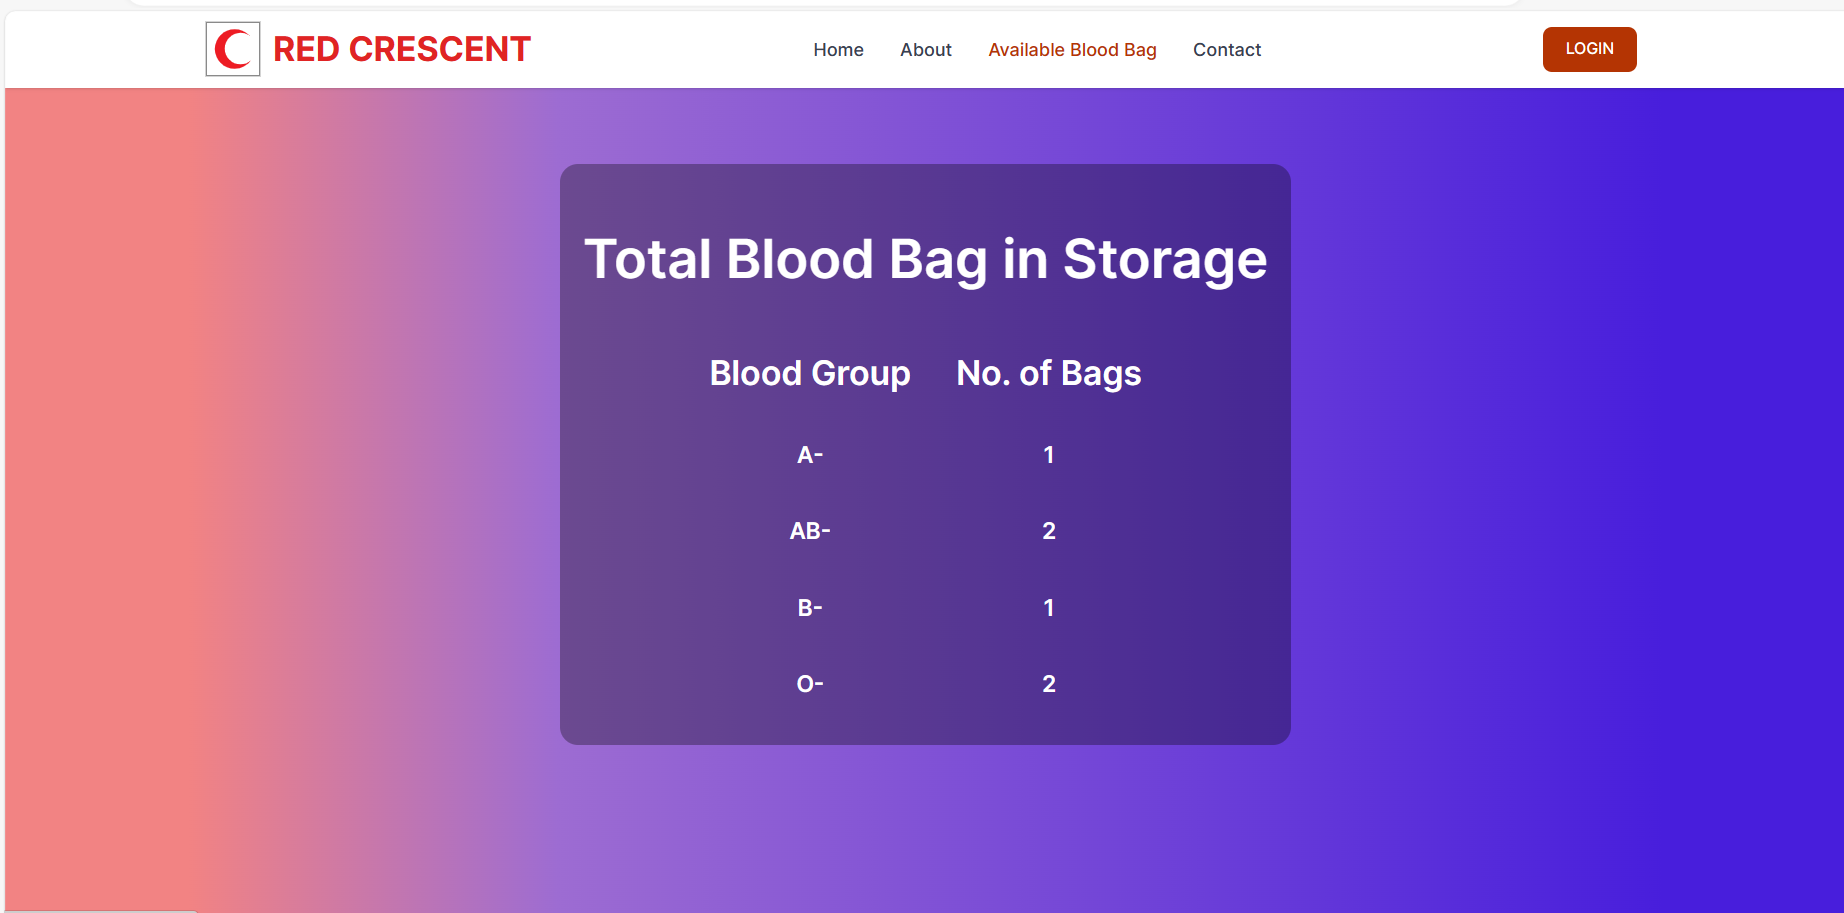 RED CRESCENT
Home About Available Blood Bag Contact
LOGIN
Total Blood Bag in Storage
Blood Group No. of Bags
A- 1
AB- 2
B- 1
O- 2